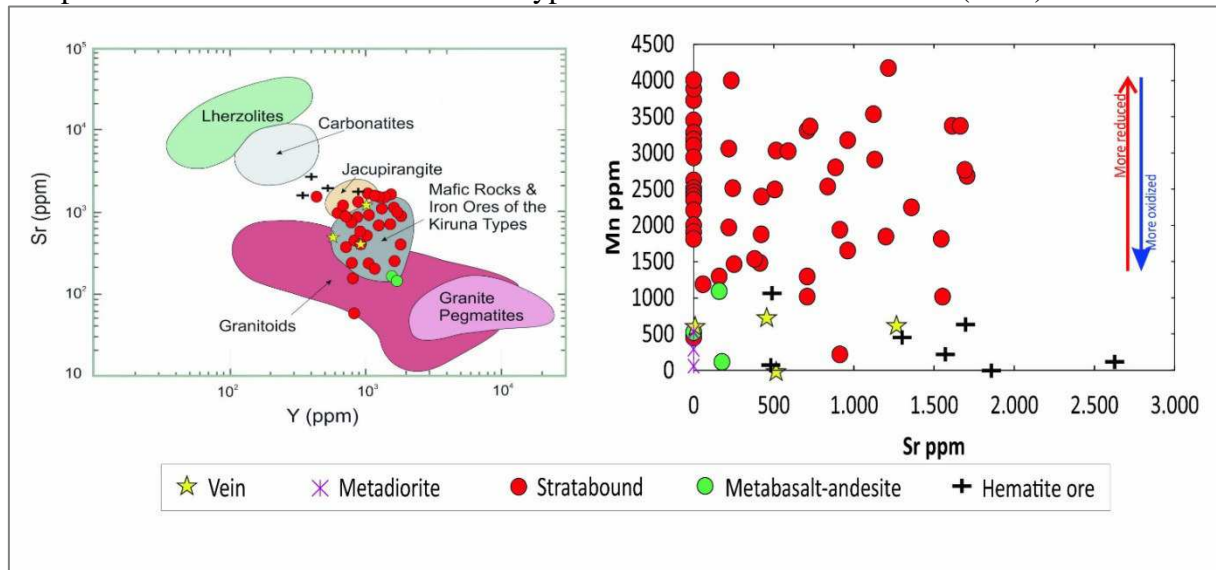 10⁵
10⁴
10³
10²
10
Sr (ppm)
Lherzolites
Carbonatites
Jacupirangite
Mafic Rocks &
Iron Ores of the
Kiruna Types
Granitoids
Granite
Pegmatites
10² 10³ 10⁴
Y (ppm)
4500
4000
3500
3000
2500
2000
1500
1000
500
0
Mn ppm
More reduced
More oxidized
0 500 1.000 1.500 2.000 2.500 3.000
Sr ppm
Vein Metadiorite Stratabound Metabasalt-andesite Hematite ore